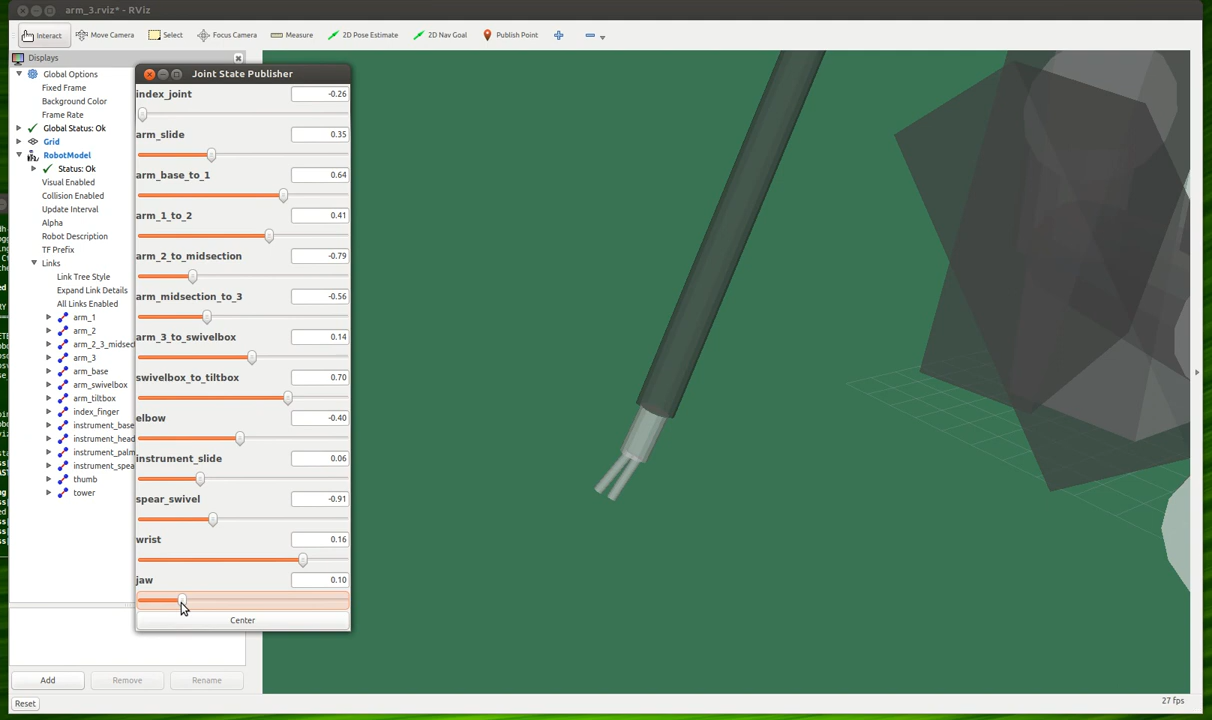 arm_3.rviz* - RViz
Interact
Move Camera
Select
Focus Camera
Measure
2D Pose Estimate
2D Nav Goal
Publish Point
Displays
Global Options
Fixed Frame
Background Color
Frame Rate
Global Status: Ok
Grid
RobotModel
Status: Ok
Visual Enabled
Collision Enabled
Update Interval
Alpha
Robot Description
TF Prefix
Links
Link Tree Style
Expand Link Details
All Links Enabled
arm_1
arm_2
arm_2_3_midsec
arm_3
arm_base
arm_swivelbox
arm_tiltbox
index_finger
instrument_base
instrument_head
instrument_palm
instrument_spea
thumb
tower
Add
Remove
Rename
Reset
Joint State Publisher
index_joint -0.26
arm_slide 0.35
arm_base_to_1 0.64
arm_1_to_2 0.41
arm_2_to_midsection -0.79
arm_midsection_to_3 -0.56
arm_3_to_swivelbox 0.14
swivelbox_to_tiltbox 0.70
elbow -0.40
instrument_slide 0.06
spear_swivel -0.91
wrist 0.16
jaw 0.10
Center
27 fps